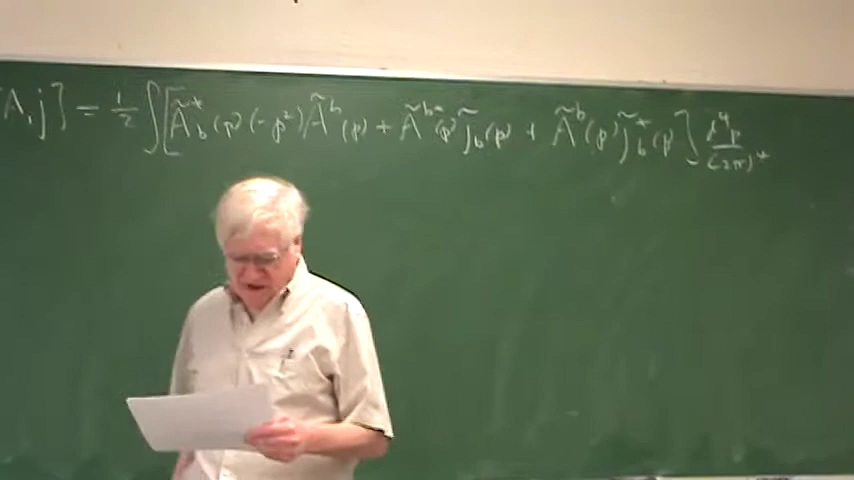 A, j] = 1/2 ∫[Ã*_b(p)(-p²)Ã^b(p) + Ã^b*(p) j̃_b(p) + Ã^b(p) j̃_b*(p)] d⁴p/(2π)⁴